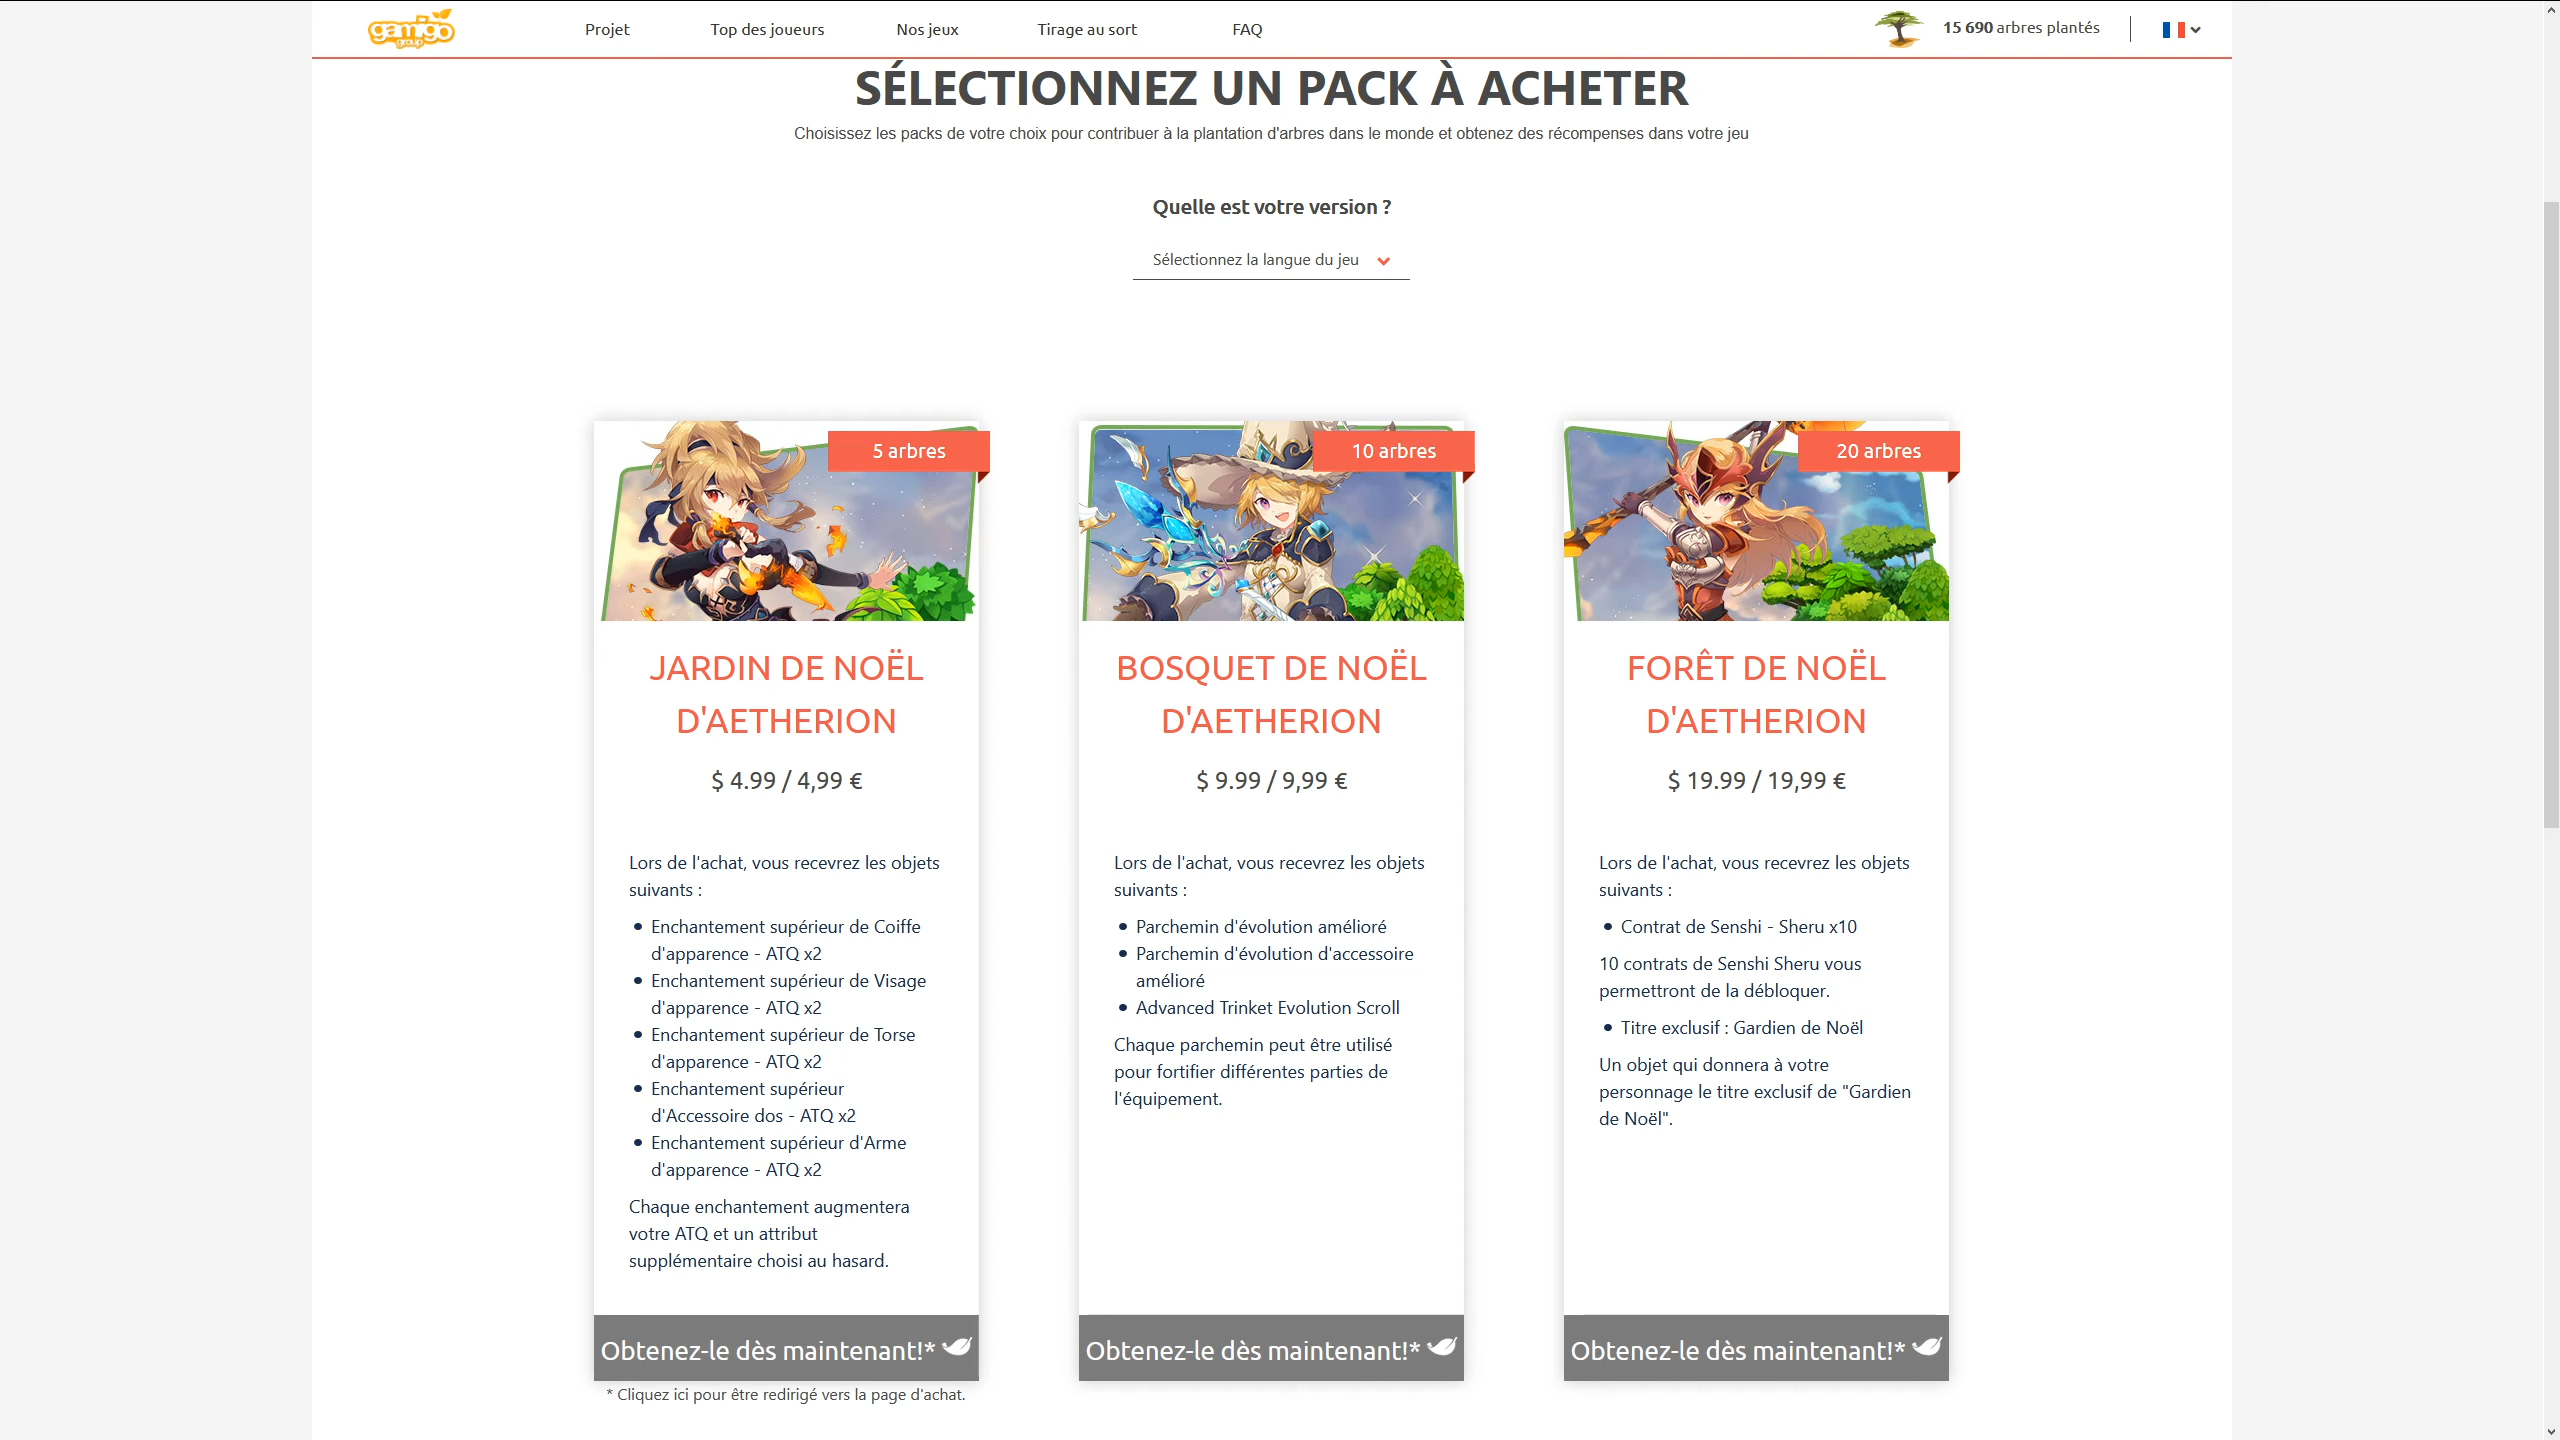 gamigo group
Projet
Top des joueurs
Nos jeux
Tirage au sort
FAQ
15 690 arbres plantés
SÉLECTIONNEZ UN PACK À ACHETER
Choisissez les packs de votre choix pour contribuer à la plantation d'arbres dans le monde et obtenez des récompenses dans votre jeu
Quelle est votre version ?
Sélectionnez la langue du jeu
5 arbres
JARDIN DE NOËL
D'AETHERION
$ 4.99 / 4,99 €
Lors de l'achat, vous recevrez les objets
suivants :
• Enchantement supérieur de Coiffe
d'apparence - ATQ x2
• Enchantement supérieur de Visage
d'apparence - ATQ x2
• Enchantement supérieur de Torse
d'apparence - ATQ x2
• Enchantement supérieur
d'Accessoire dos - ATQ x2
• Enchantement supérieur d'Arme
d'apparence - ATQ x2
Chaque enchantement augmentera
votre ATQ et un attribut
supplémentaire choisi au hasard.
Obtenez-le dès maintenant!*
* Cliquez ici pour être redirigé vers la page d'achat.
10 arbres
BOSQUET DE NOËL
D'AETHERION
$ 9.99 / 9,99 €
Lors de l'achat, vous recevrez les objets
suivants :
• Parchemin d'évolution amélioré
• Parchemin d'évolution d'accessoire
amélioré
• Advanced Trinket Evolution Scroll
Chaque parchemin peut être utilisé
pour fortifier différentes parties de
l'équipement.
Obtenez-le dès maintenant!*
20 arbres
FORÊT DE NOËL
D'AETHERION
$ 19.99 / 19,99 €
Lors de l'achat, vous recevrez les objets
suivants :
• Contrat de Senshi - Sheru x10
10 contrats de Senshi Sheru vous
permettront de la débloquer.
• Titre exclusif : Gardien de Noël
Un objet qui donnera à votre
personnage le titre exclusif de "Gardien
de Noël".
Obtenez-le dès maintenant!*